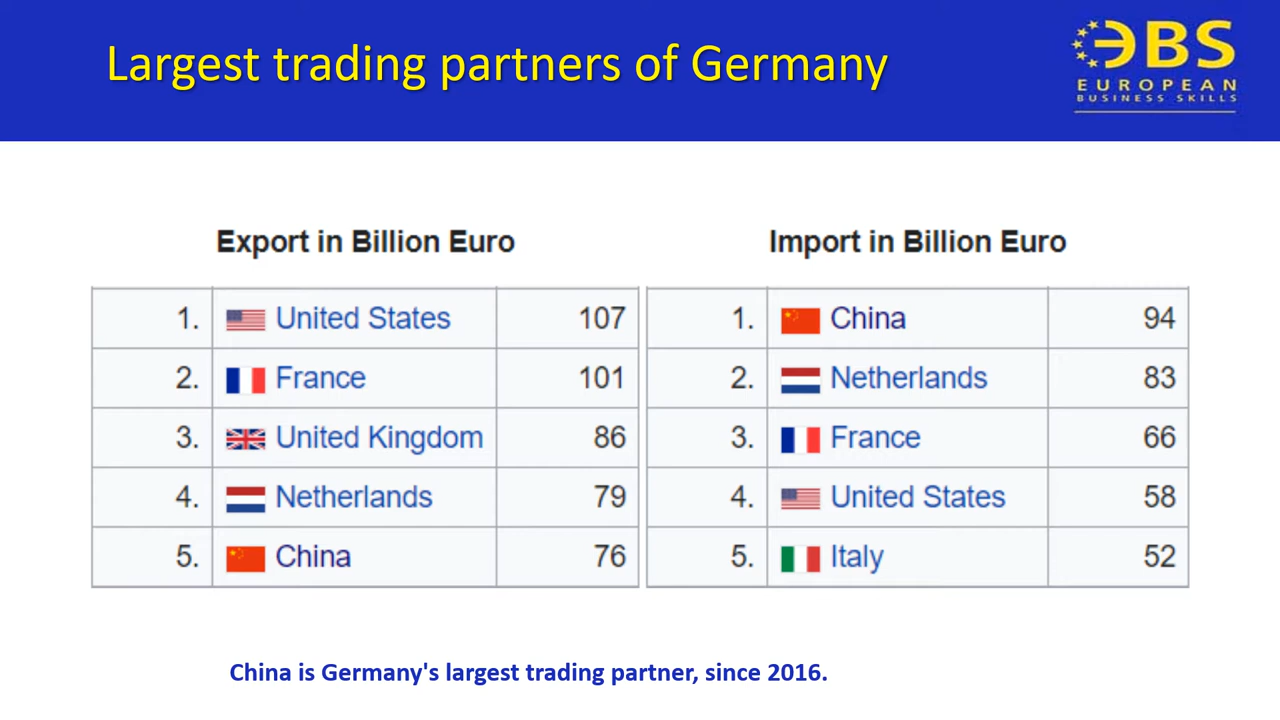 Largest trading partners of Germany
ЭBS
EUROPEAN
BUSINESS SKILLS
Export in Billion Euro
1. United States 107
2. France 101
3. United Kingdom 86
4. Netherlands 79
5. China 76
Import in Billion Euro
1. China 94
2. Netherlands 83
3. France 66
4. United States 58
5. Italy 52
China is Germany's largest trading partner, since 2016.